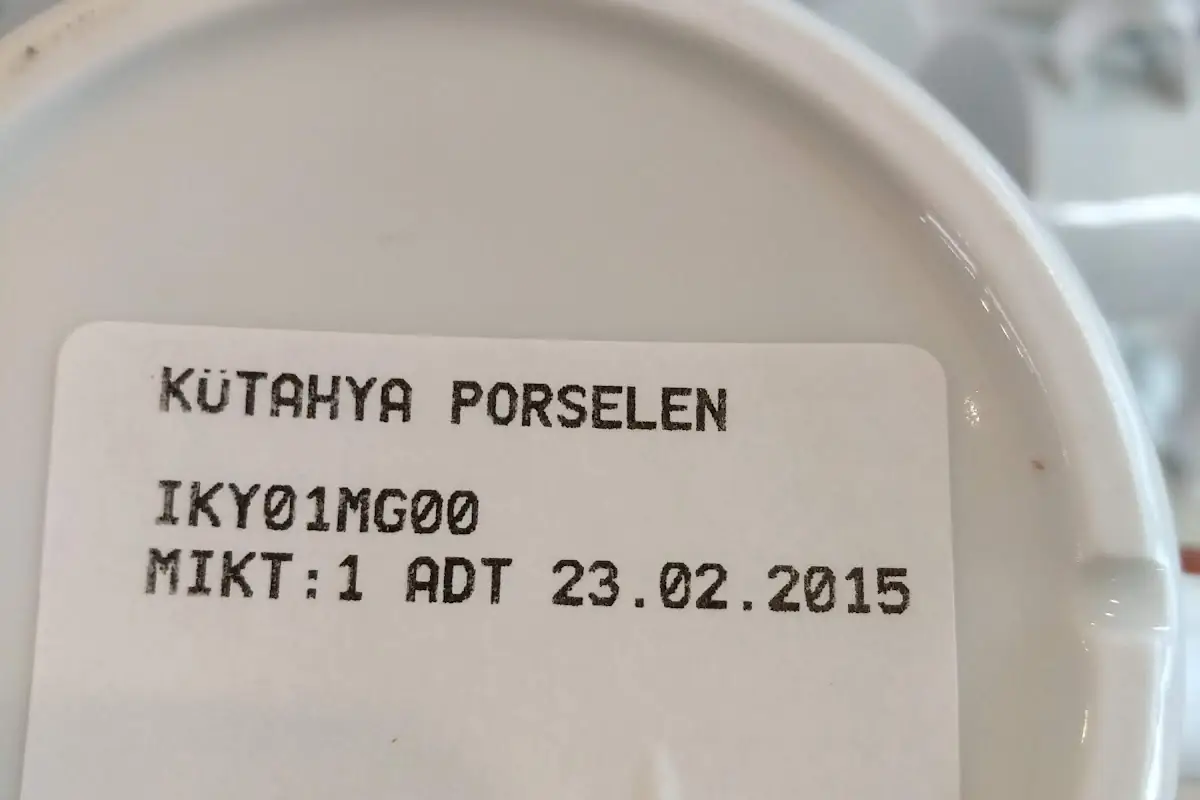 KÜTAHYA PORSELEN
IKY01MG00
MIKT:1 ADT 23.02.2015